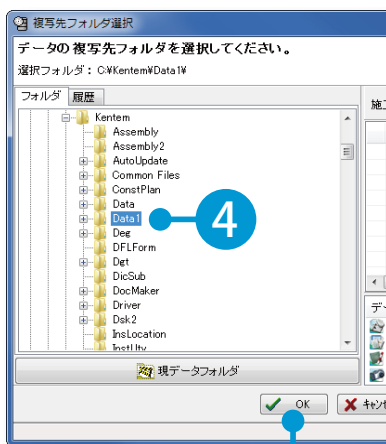 複写先フォルダ選択
データの複写先フォルダを選択してください。
選択フォルダ： C:¥Kentem¥Data1¥
フォルダ 履歴
Kentem
Assembly
Assembly2
AutoUpdate
Common Files
ConstPlan
Data
Data1
4
Deg
DFLForm
Dgt
DicSub
DocMaker
Driver
Dsk2
InsLocation
InstUty
現データフォルダ
OK